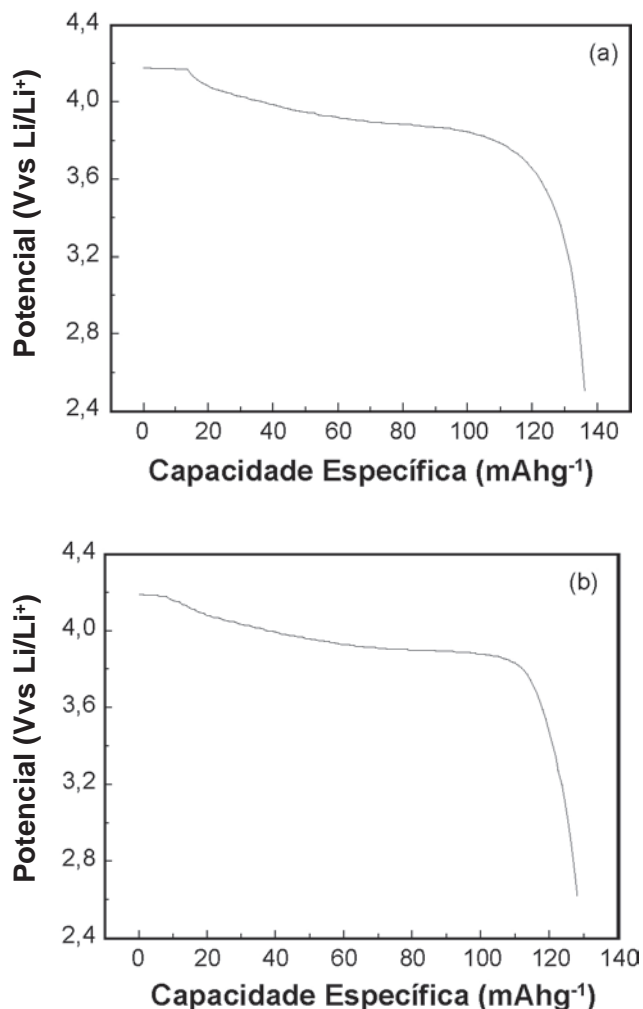 (a)
Potencial (Vvs Li/Li⁺)
4,4
4,0
3,6
3,2
2,8
2,4
0 20 40 60 80 100 120 140
Capacidade Específica (mAhg⁻¹)
(b)
Potencial (Vvs Li/Li⁺)
4,4
4,0
3,6
3,2
2,8
2,4
0 20 40 60 80 100 120 140
Capacidade Específica (mAhg⁻¹)